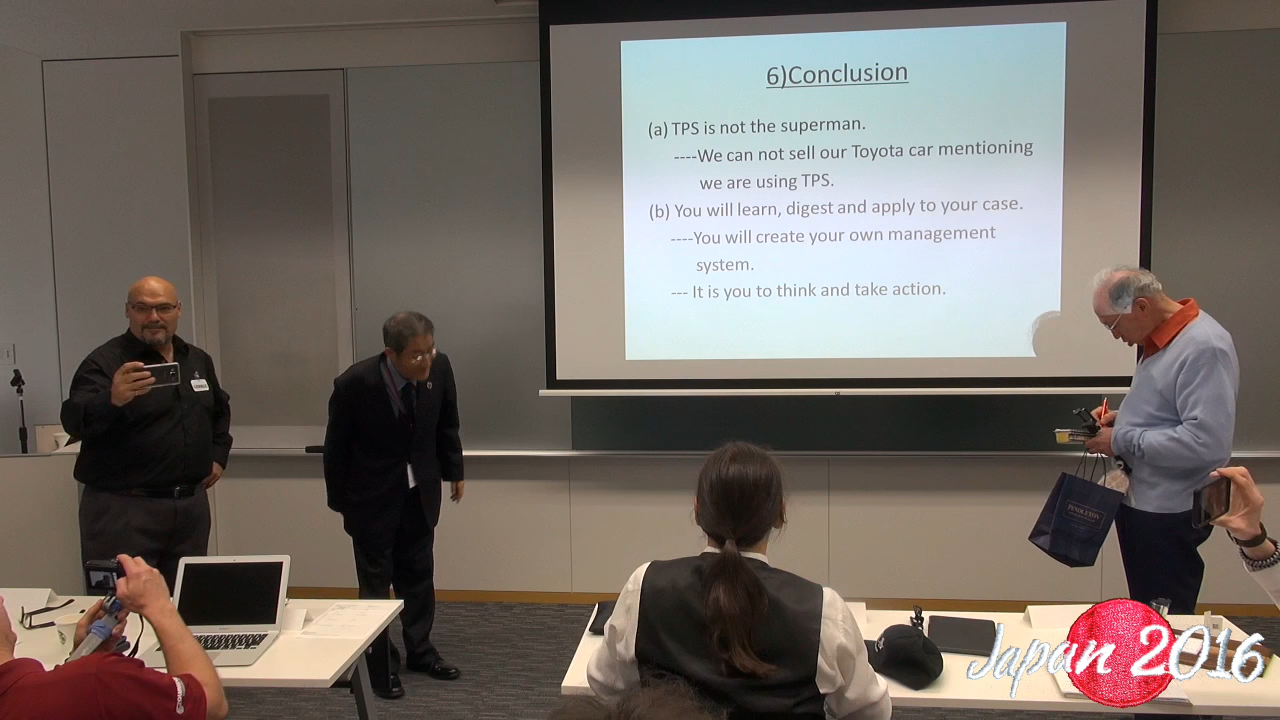 6)Conclusion
(a) TPS is not the superman.
----We can not sell our Toyota car mentioning
we are using TPS.
(b) You will learn, digest and apply to your case.
----You will create your own management
system.
--- It is you to think and take action.
PENDLETON
Japan 2016